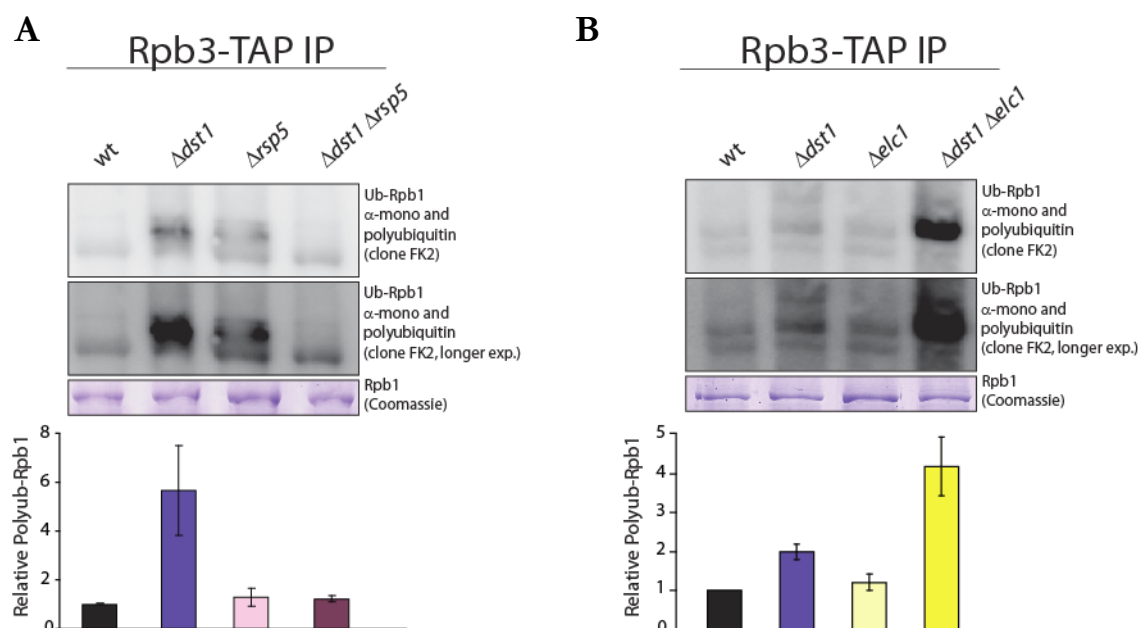 A
Rpb3-TAP IP
wt
Δdst1
Δrsp5
Δdst1 Δrsp5
Ub-Rpb1
α-mono and
polyubiquitin
(clone FK2)
Ub-Rpb1
α-mono and
polyubiquitin
(clone FK2, longer exp.)
Rpb1
(Coomassie)
Relative Polyub-Rpb1
8
6
4
2
0
B
Rpb3-TAP IP
wt
Δdst1
Δelc1
Δdst1 Δelc1
Ub-Rpb1
α-mono and
polyubiquitin
(clone FK2)
Ub-Rpb1
α-mono and
polyubiquitin
(clone FK2, longer exp.)
Rpb1
(Coomassie)
Relative Polyub-Rpb1
5
4
3
2
1
0